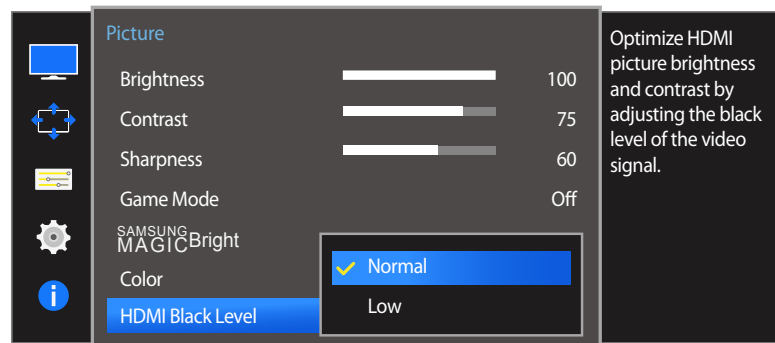 Picture
Brightness 100
Contrast 75
Sharpness 60
Game Mode Off
SAMSUNG
MAGICBright
Color
HDMI Black Level
Normal
Low
Optimize HDMI
picture brightness
and contrast by
adjusting the black
level of the video
signal.
i